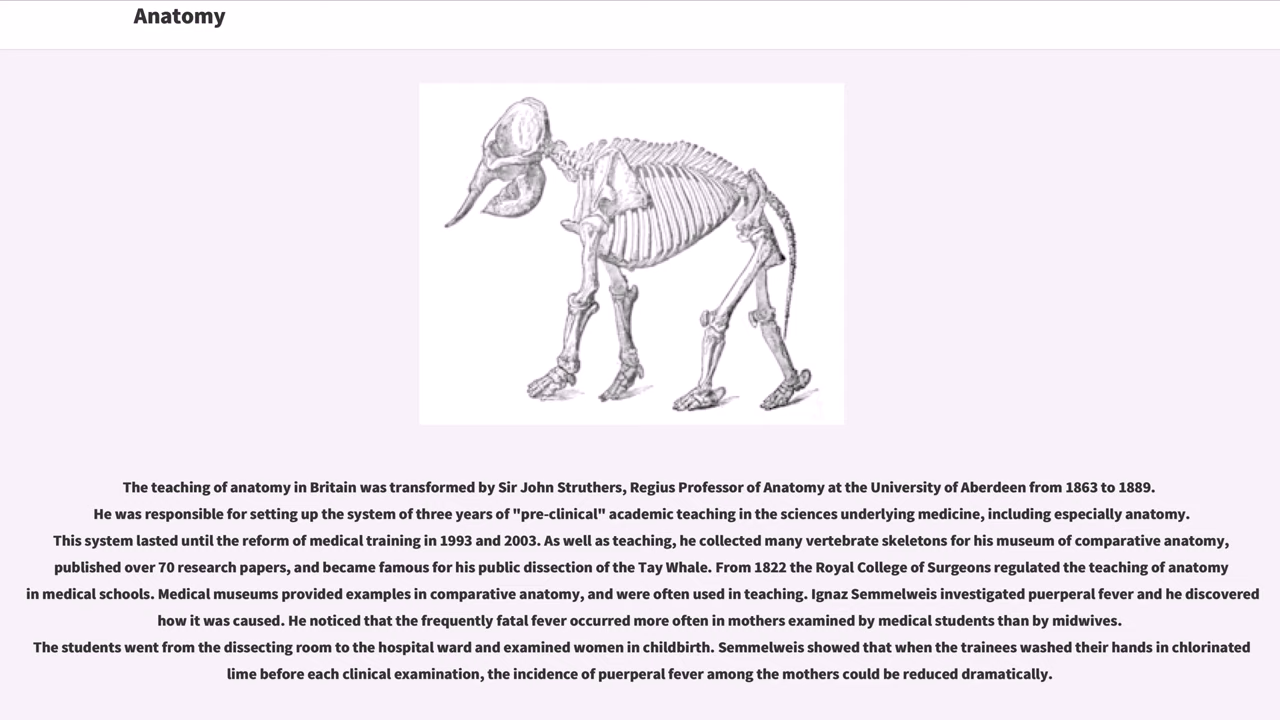 Anatomy
The teaching of anatomy in Britain was transformed by Sir John Struthers, Regius Professor of Anatomy at the University of Aberdeen from 1863 to 1889.
He was responsible for setting up the system of three years of "pre-clinical" academic teaching in the sciences underlying medicine, including especially anatomy.
This system lasted until the reform of medical training in 1993 and 2003. As well as teaching, he collected many vertebrate skeletons for his museum of comparative anatomy,
published over 70 research papers, and became famous for his public dissection of the Tay Whale. From 1822 the Royal College of Surgeons regulated the teaching of anatomy
in medical schools. Medical museums provided examples in comparative anatomy, and were often used in teaching. Ignaz Semmelweis investigated puerperal fever and he discovered
how it was caused. He noticed that the frequently fatal fever occurred more often in mothers examined by medical students than by midwives.
The students went from the dissecting room to the hospital ward and examined women in childbirth. Semmelweis showed that when the trainees washed their hands in chlorinated
lime before each clinical examination, the incidence of puerperal fever among the mothers could be reduced dramatically.